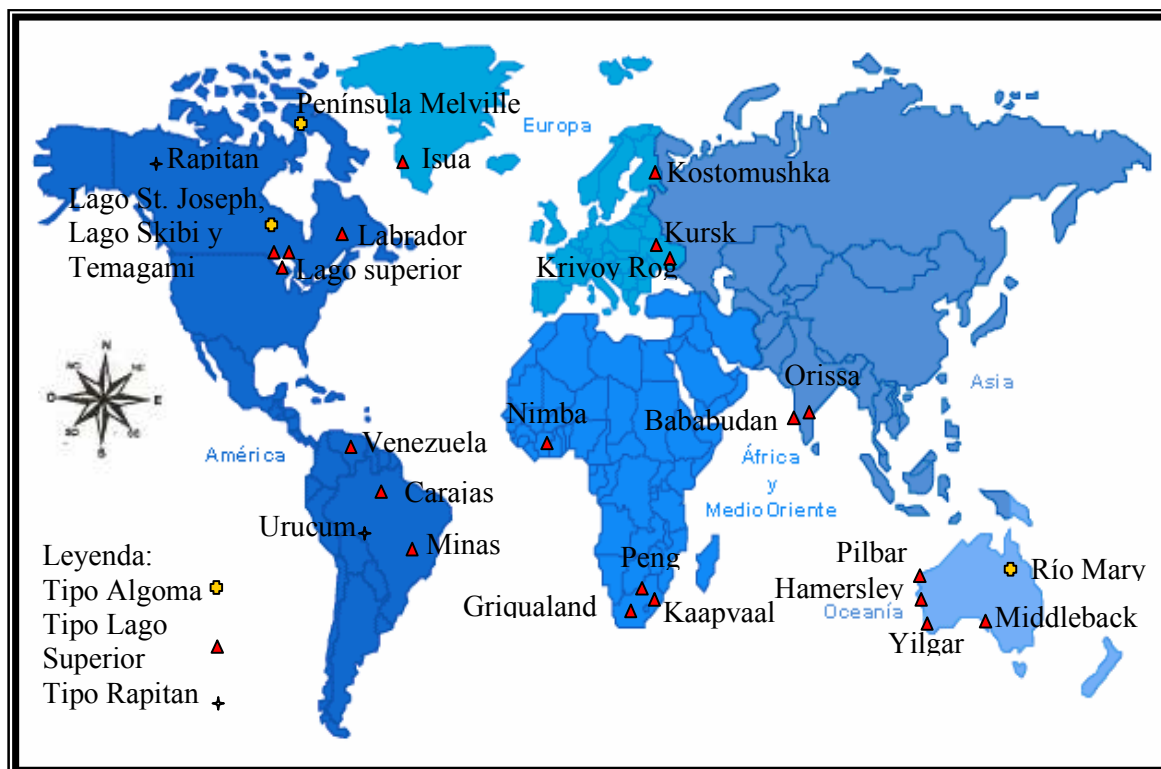 Península Melville
Europa
Rapitan
Isua
Kostomushka
Lago St. Joseph,
Lago Skibi y
Temagami
Labrador
Lago superior
Kursk
Krivoy Rog
N
O
E
S
Orissa
Asia
Nimba
Bababudan
América
Venezuela
África
y
Medio Oriente
Carajas
Urucum
Minas
Leyenda:
Tipo Algoma
Tipo Lago
Superior
Tipo Rapitan
Peng
Griqualand
Kaapvaal
Pilbar
Río Mary
Hamersley
Oceanía
Middleback
Yilgar